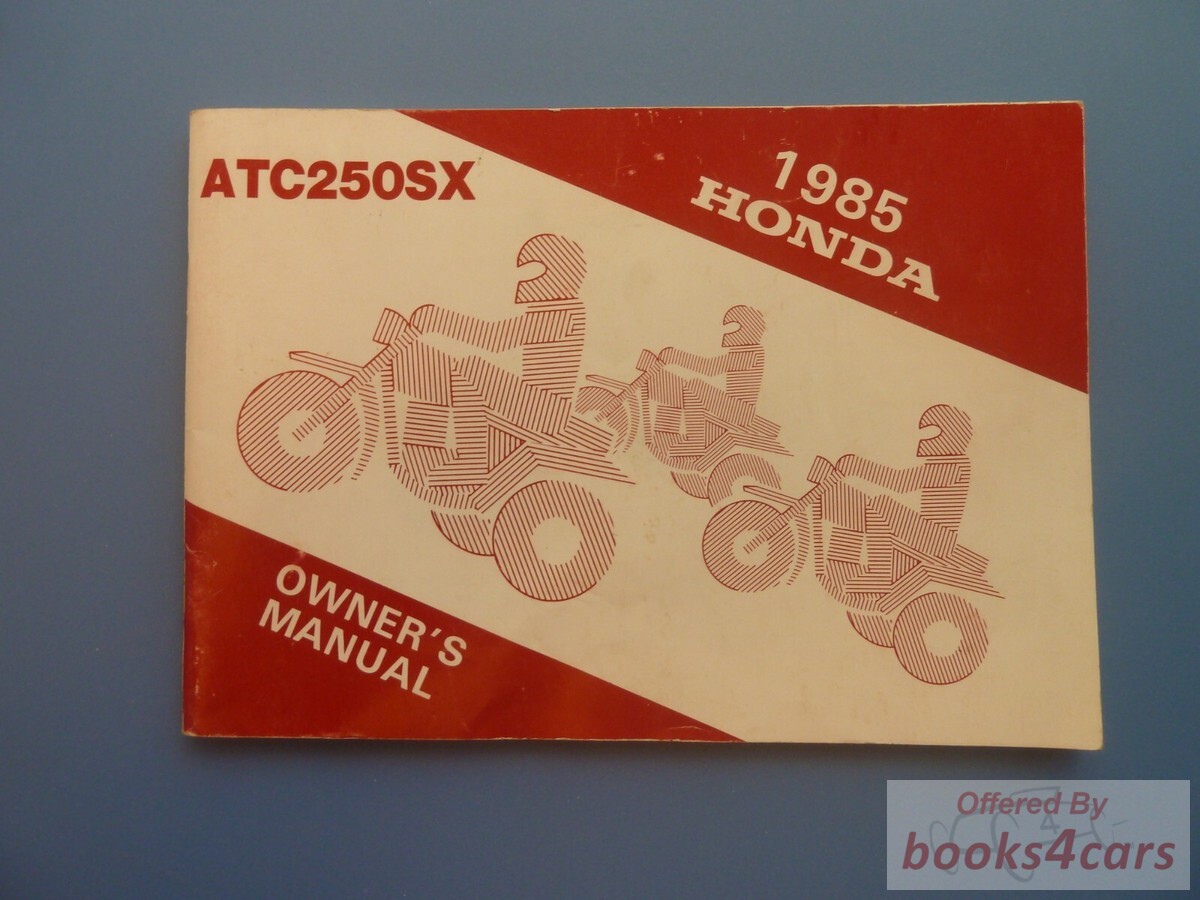 ATC250SX
1985
HONDA
OWNER'S
MANUAL
Offered By
books4cars